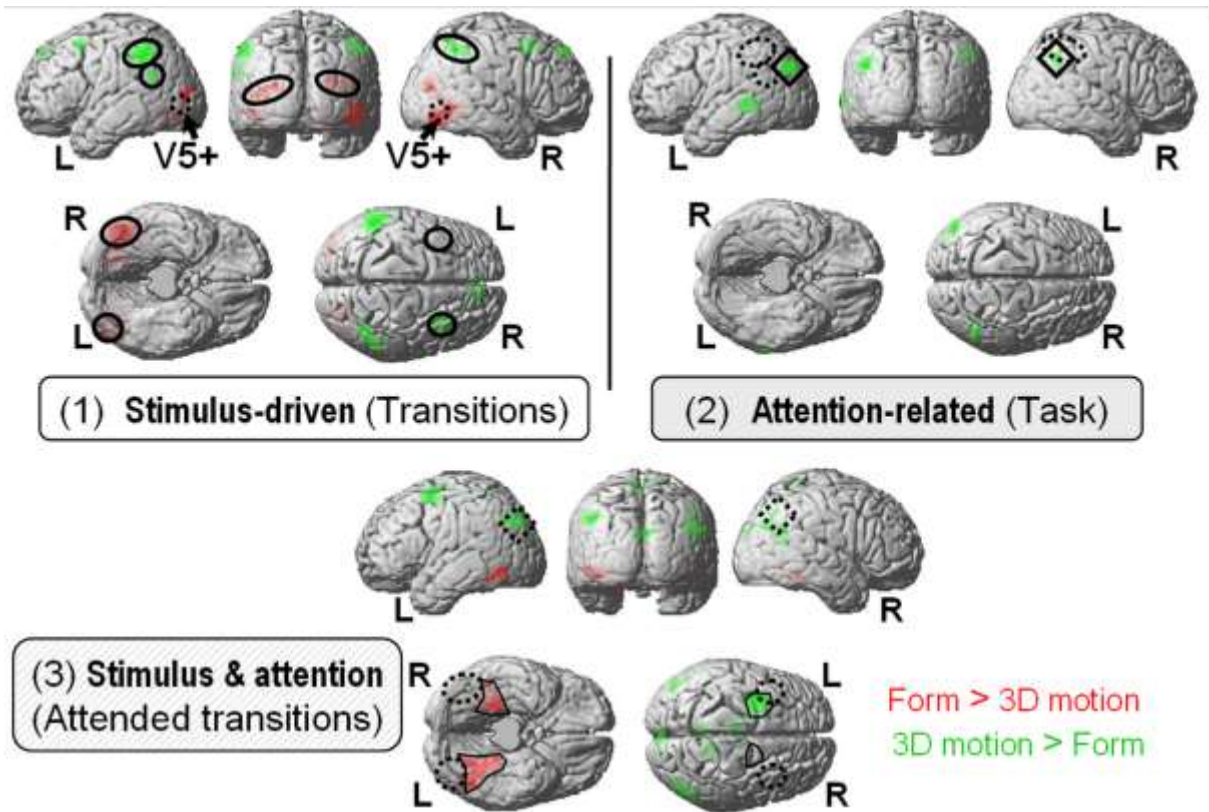 V5+
V5+
L
R
L
R
R
L
R
L
L
R
L
R
(1) Stimulus-driven (Transitions)
(2) Attention-related (Task)
L
R
(3) Stimulus & attention
(Attended transitions)
R
L
L
R
Form > 3D motion
3D motion > Form